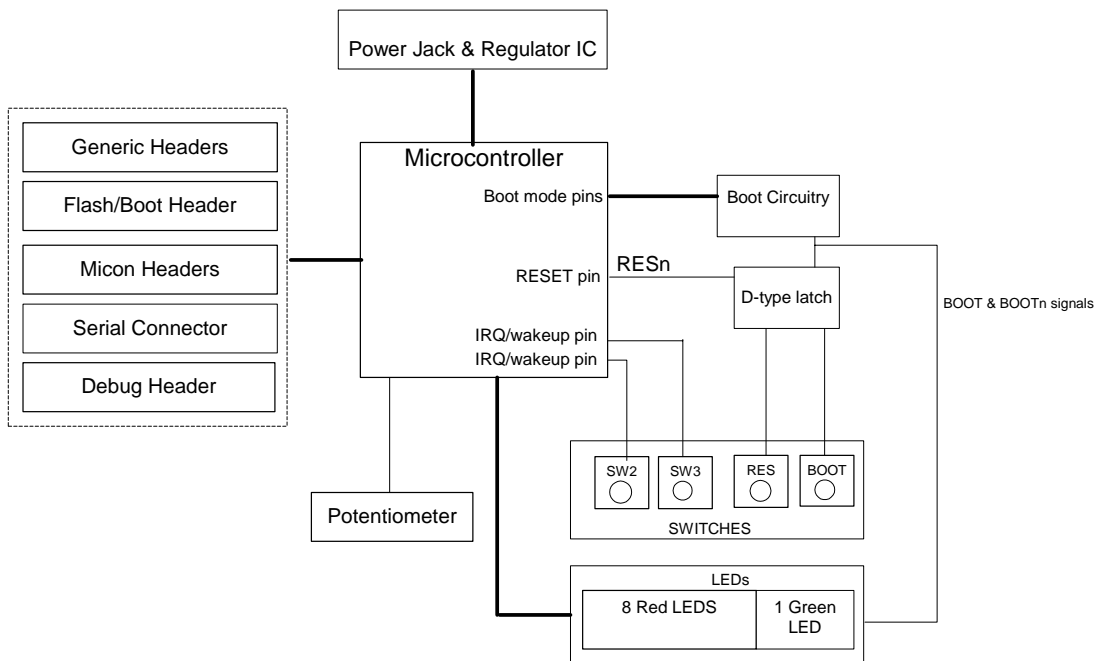 Power Jack & Regulator IC
Generic Headers
Flash/Boot Header
Micon Headers
Serial Connector
Debug Header
Microcontroller
Boot mode pins
RESET pin
IRQ/wakeup pin
IRQ/wakeup pin
RESn
Boot Circuitry
D-type latch
BOOT & BOOTn signals
SW2
SW3
RES
BOOT
SWITCHES
Potentiometer
LEDs
8 Red LEDS
1 Green
LED